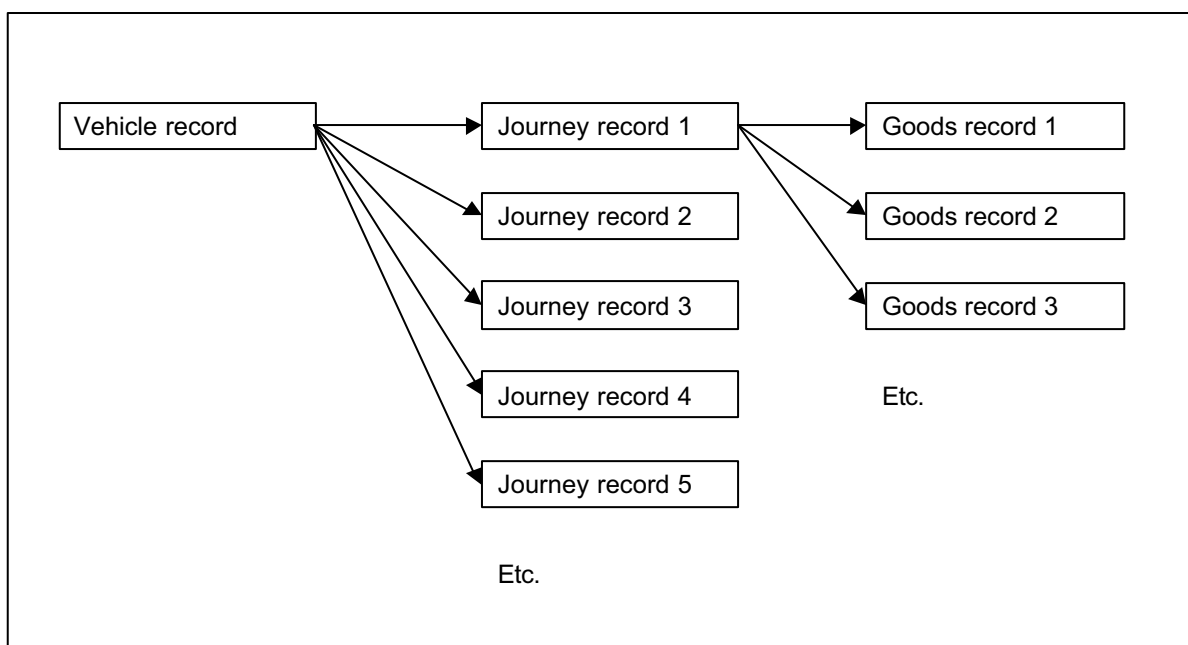 Vehicle record
Journey record 1
Goods record 1
Journey record 2
Goods record 2
Journey record 3
Goods record 3
Journey record 4
Etc.
Journey record 5
Etc.